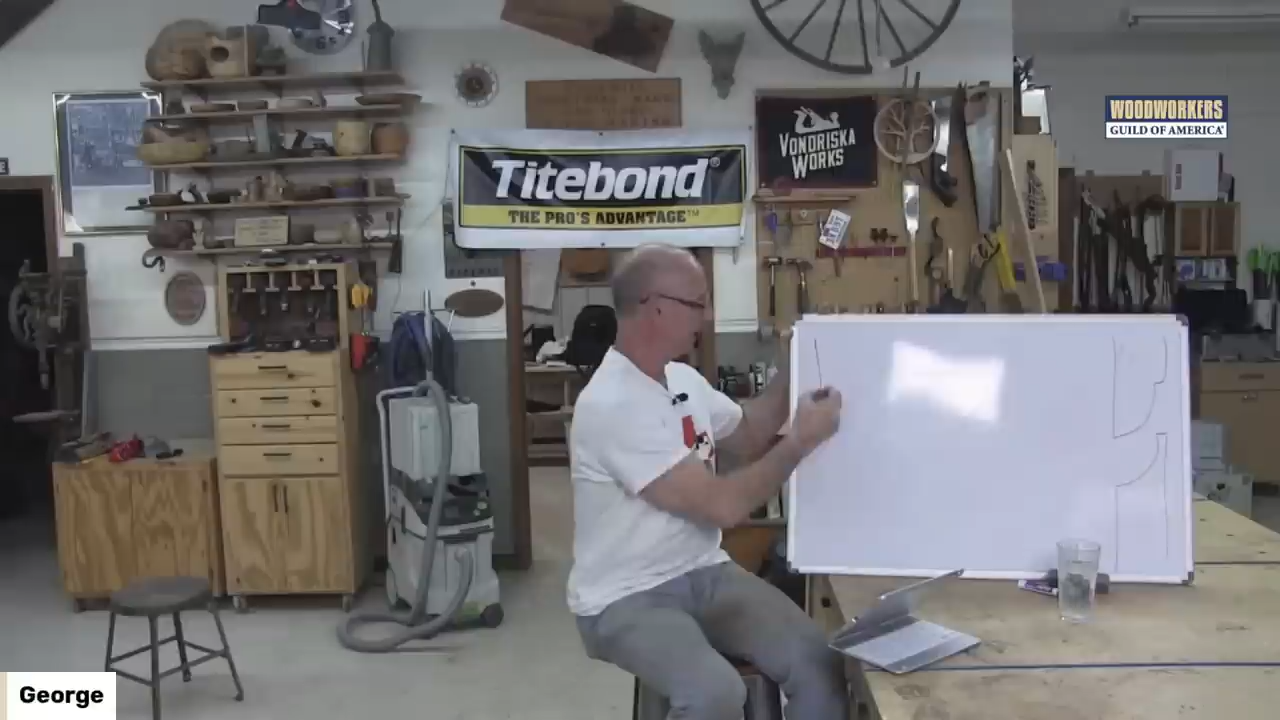 WOODWORKERS
GUILD OF AMERICA
VONDRISKA
WORKS
Titebond®
THE PRO'S ADVANTAGE™
George